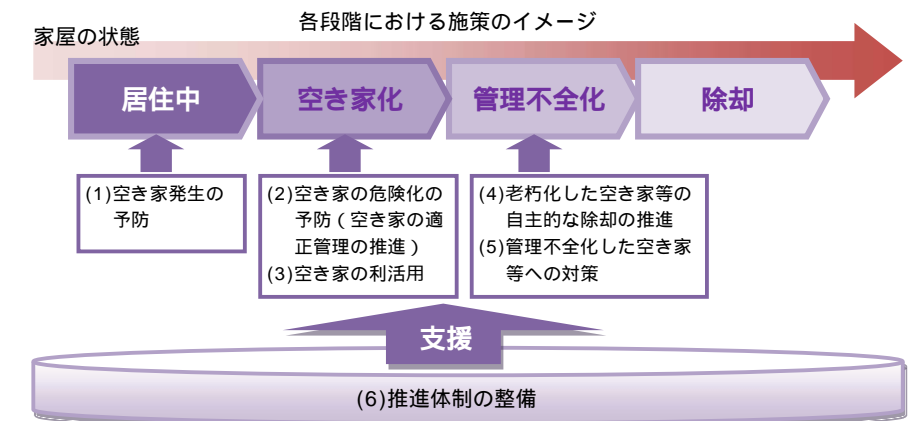 各段階における施策のイメージ
家屋の状態
居住中
空き家化
管理不全化
除却
(1)空き家発生の
予防
(2)空き家の危険化の
予防（空き家の適
正管理の推進）
(3)空き家の利活用
(4)老朽化した空き家等の
自主的な除却の推進
(5)管理不全化した空き家
等への対策
支援
(6)推進体制の整備